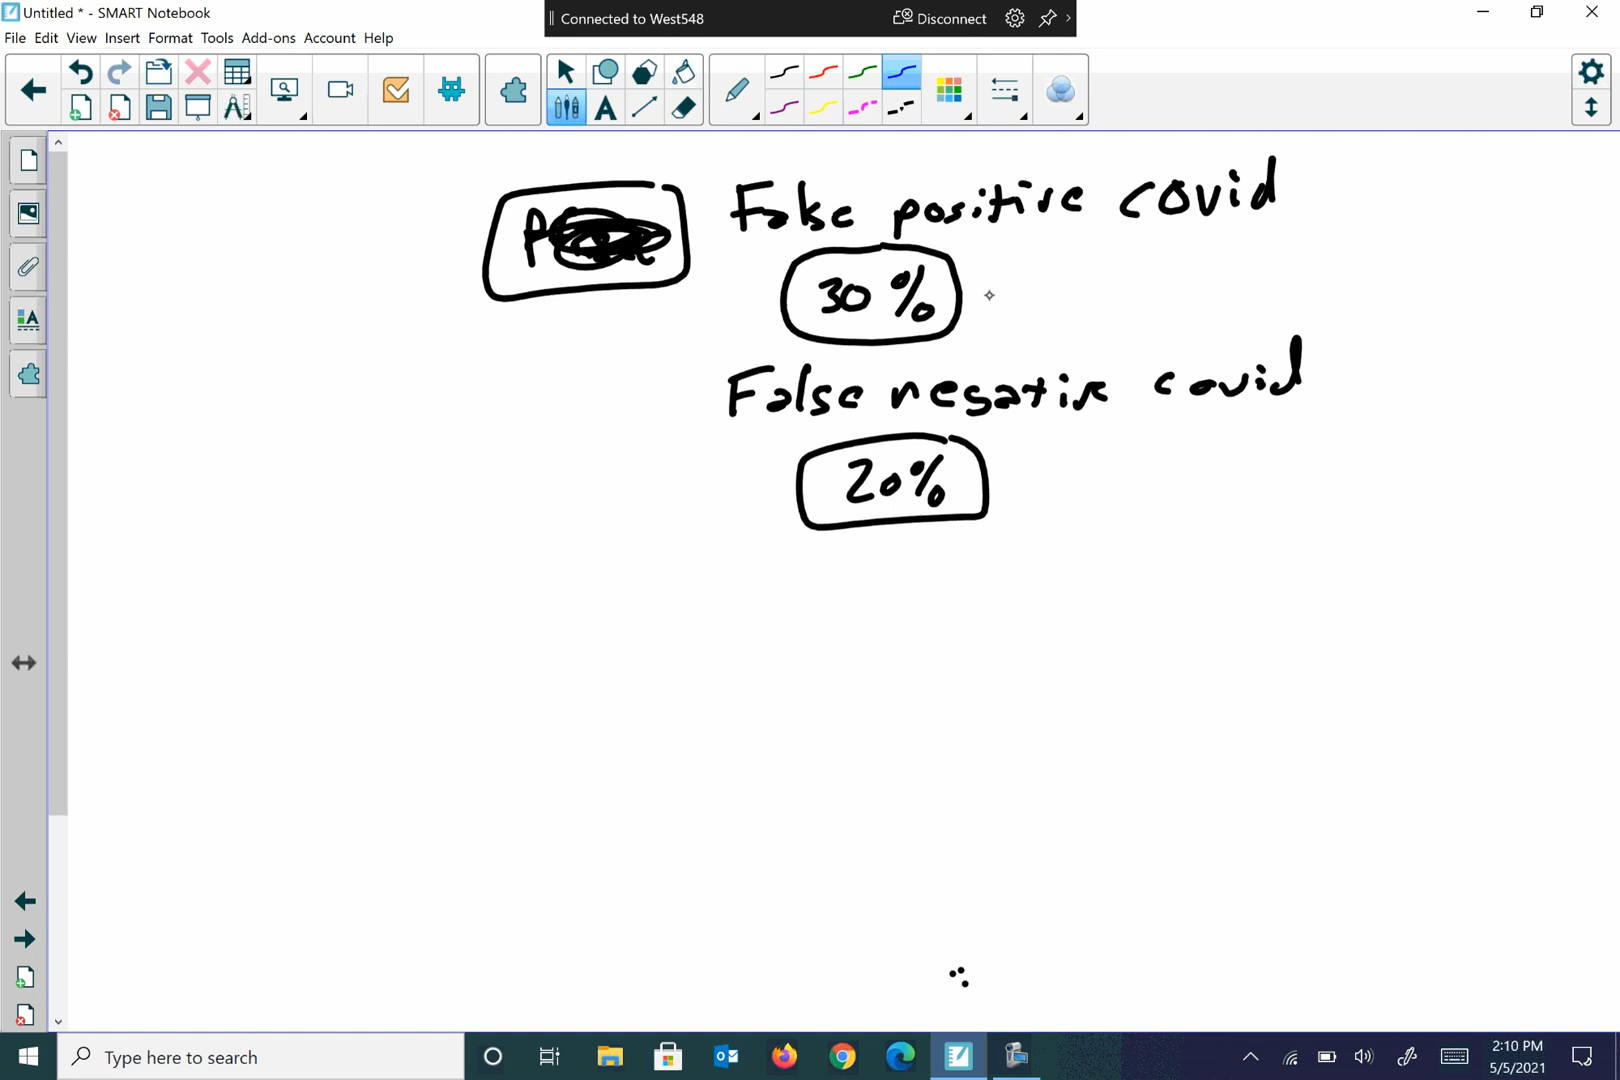 Untitled * - SMART Notebook
Connected to West548
Disconnect
File Edit View Insert Format Tools Add-ons Account Help
False positive covid
30 %
False negative covid
20%
Type here to search
2:10 PM
5/5/2021